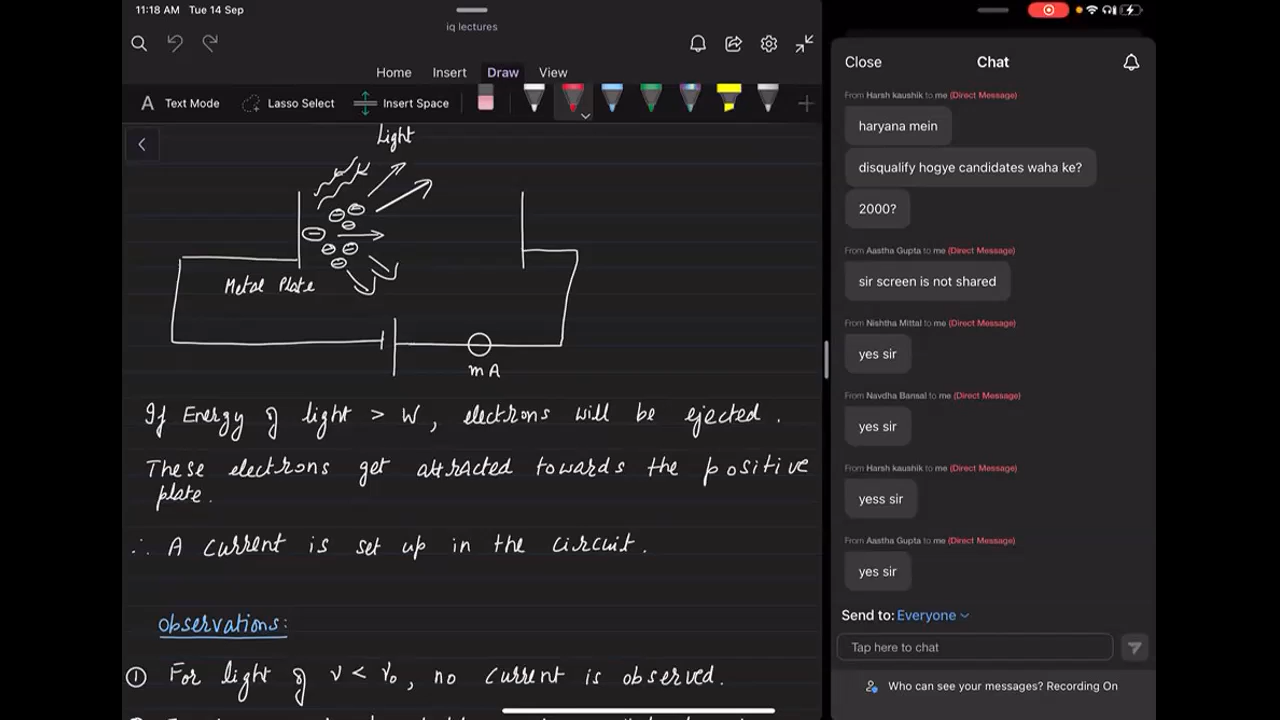 11:18 AM Tue 14 Sep
iq lectures
Home Insert Draw View
A Text Mode Lasso Select Insert Space
Light
Metal Plate
mA
If Energy of light > W, electrons will be ejected.
These electrons get attracted towards the positive
plate.
∴ A current is set up in the circuit.
Observations:
① For light of ν < ν₀, no current is observed.
Close Chat
From Harsh kaushik to me (Direct Message)
haryana mein
disqualify hogye candidates waha ke?
2000?
From Aastha Gupta to me (Direct Message)
sir screen is not shared
From Nishtha Mittal to me (Direct Message)
yes sir
From Navdha Bansal to me (Direct Message)
yes sir
From Harsh kaushik to me (Direct Message)
yess sir
From Aastha Gupta to me (Direct Message)
yes sir
Send to: Everyone
Tap here to chat
Who can see your messages? Recording On